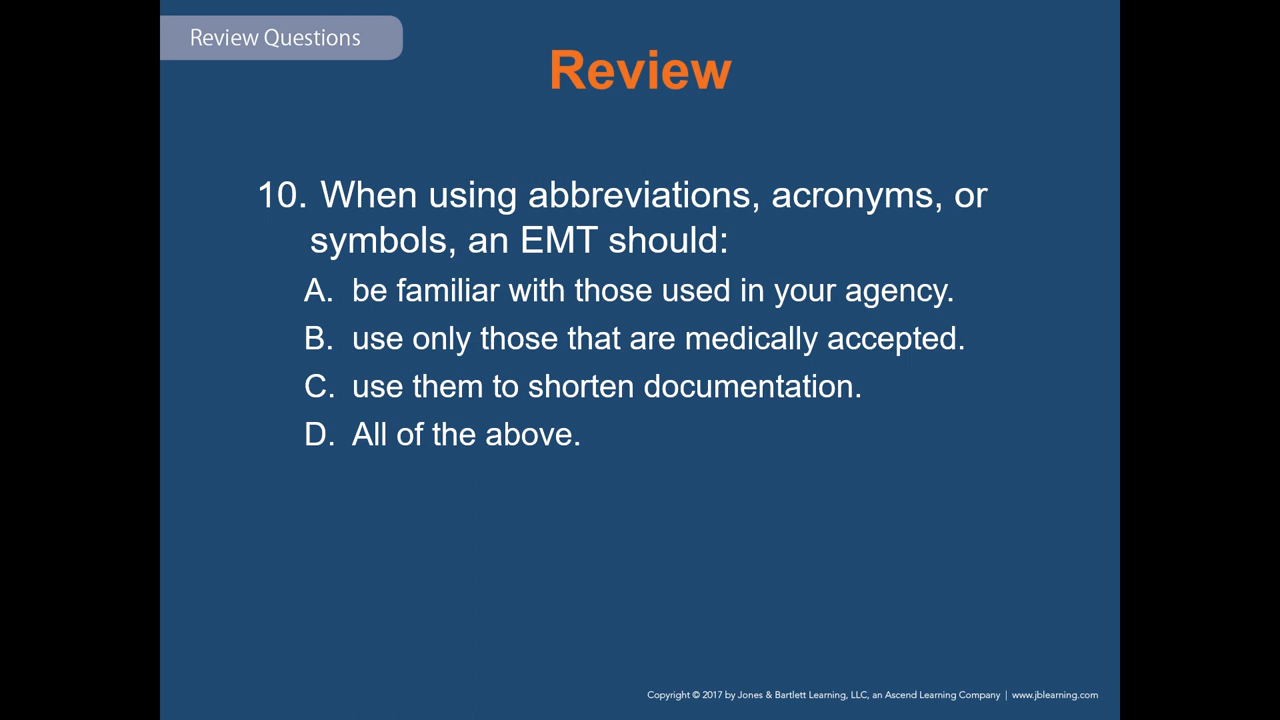 Review Questions
Review
10. When using abbreviations, acronyms, or
symbols, an EMT should:
A. be familiar with those used in your agency.
B. use only those that are medically accepted.
C. use them to shorten documentation.
D. All of the above.
Copyright © 2017 by Jones & Bartlett Learning, LLC, an Ascend Learning Company | www.jblearning.com